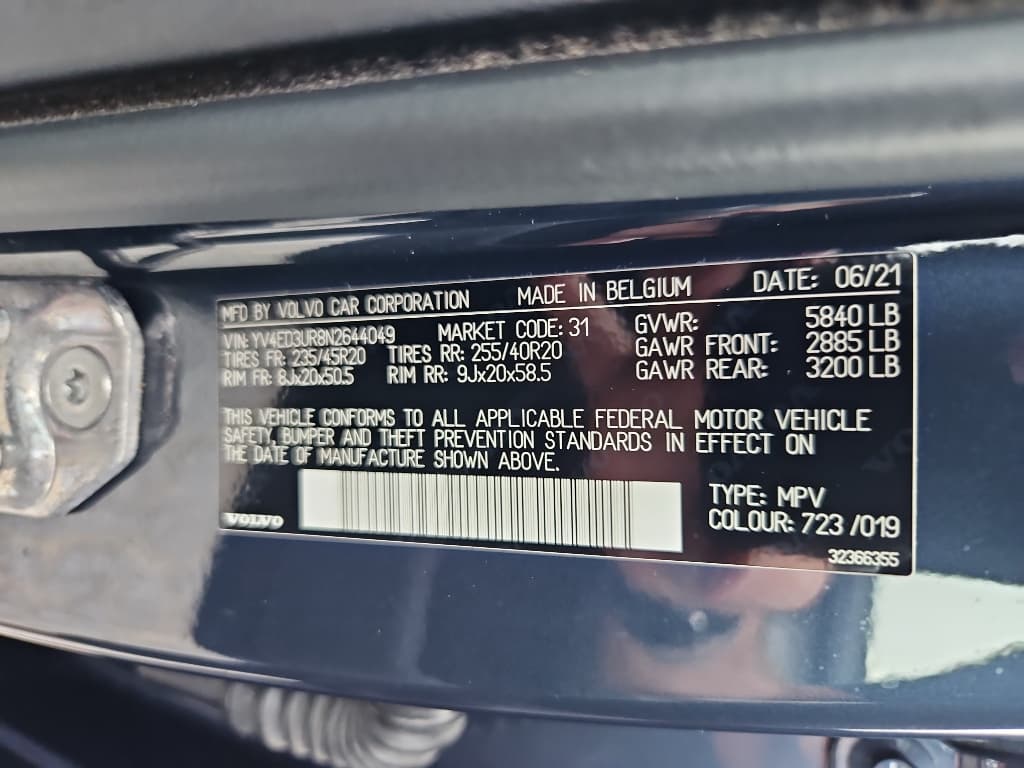 MFD BY VOLVO CAR CORPORATION MADE IN BELGIUM DATE: 06/21
VIN: YV4ED3UR8N2644049 MARKET CODE: 31 GVWR: 5840 LB
TIRES FR: 235/45R20 TIRES RR: 255/40R20 GAWR FRONT: 2885 LB
RIM FR: 8Jx20x50.5 RIM RR: 9Jx20x58.5 GAWR REAR: 3200 LB
THIS VEHICLE CONFORMS TO ALL APPLICABLE FEDERAL MOTOR VEHICLE
SAFETY, BUMPER AND THEFT PREVENTION STANDARDS IN EFFECT ON
THE DATE OF MANUFACTURE SHOWN ABOVE.
TYPE: MPV
VOLVO COLOUR: 723 /019
32366355